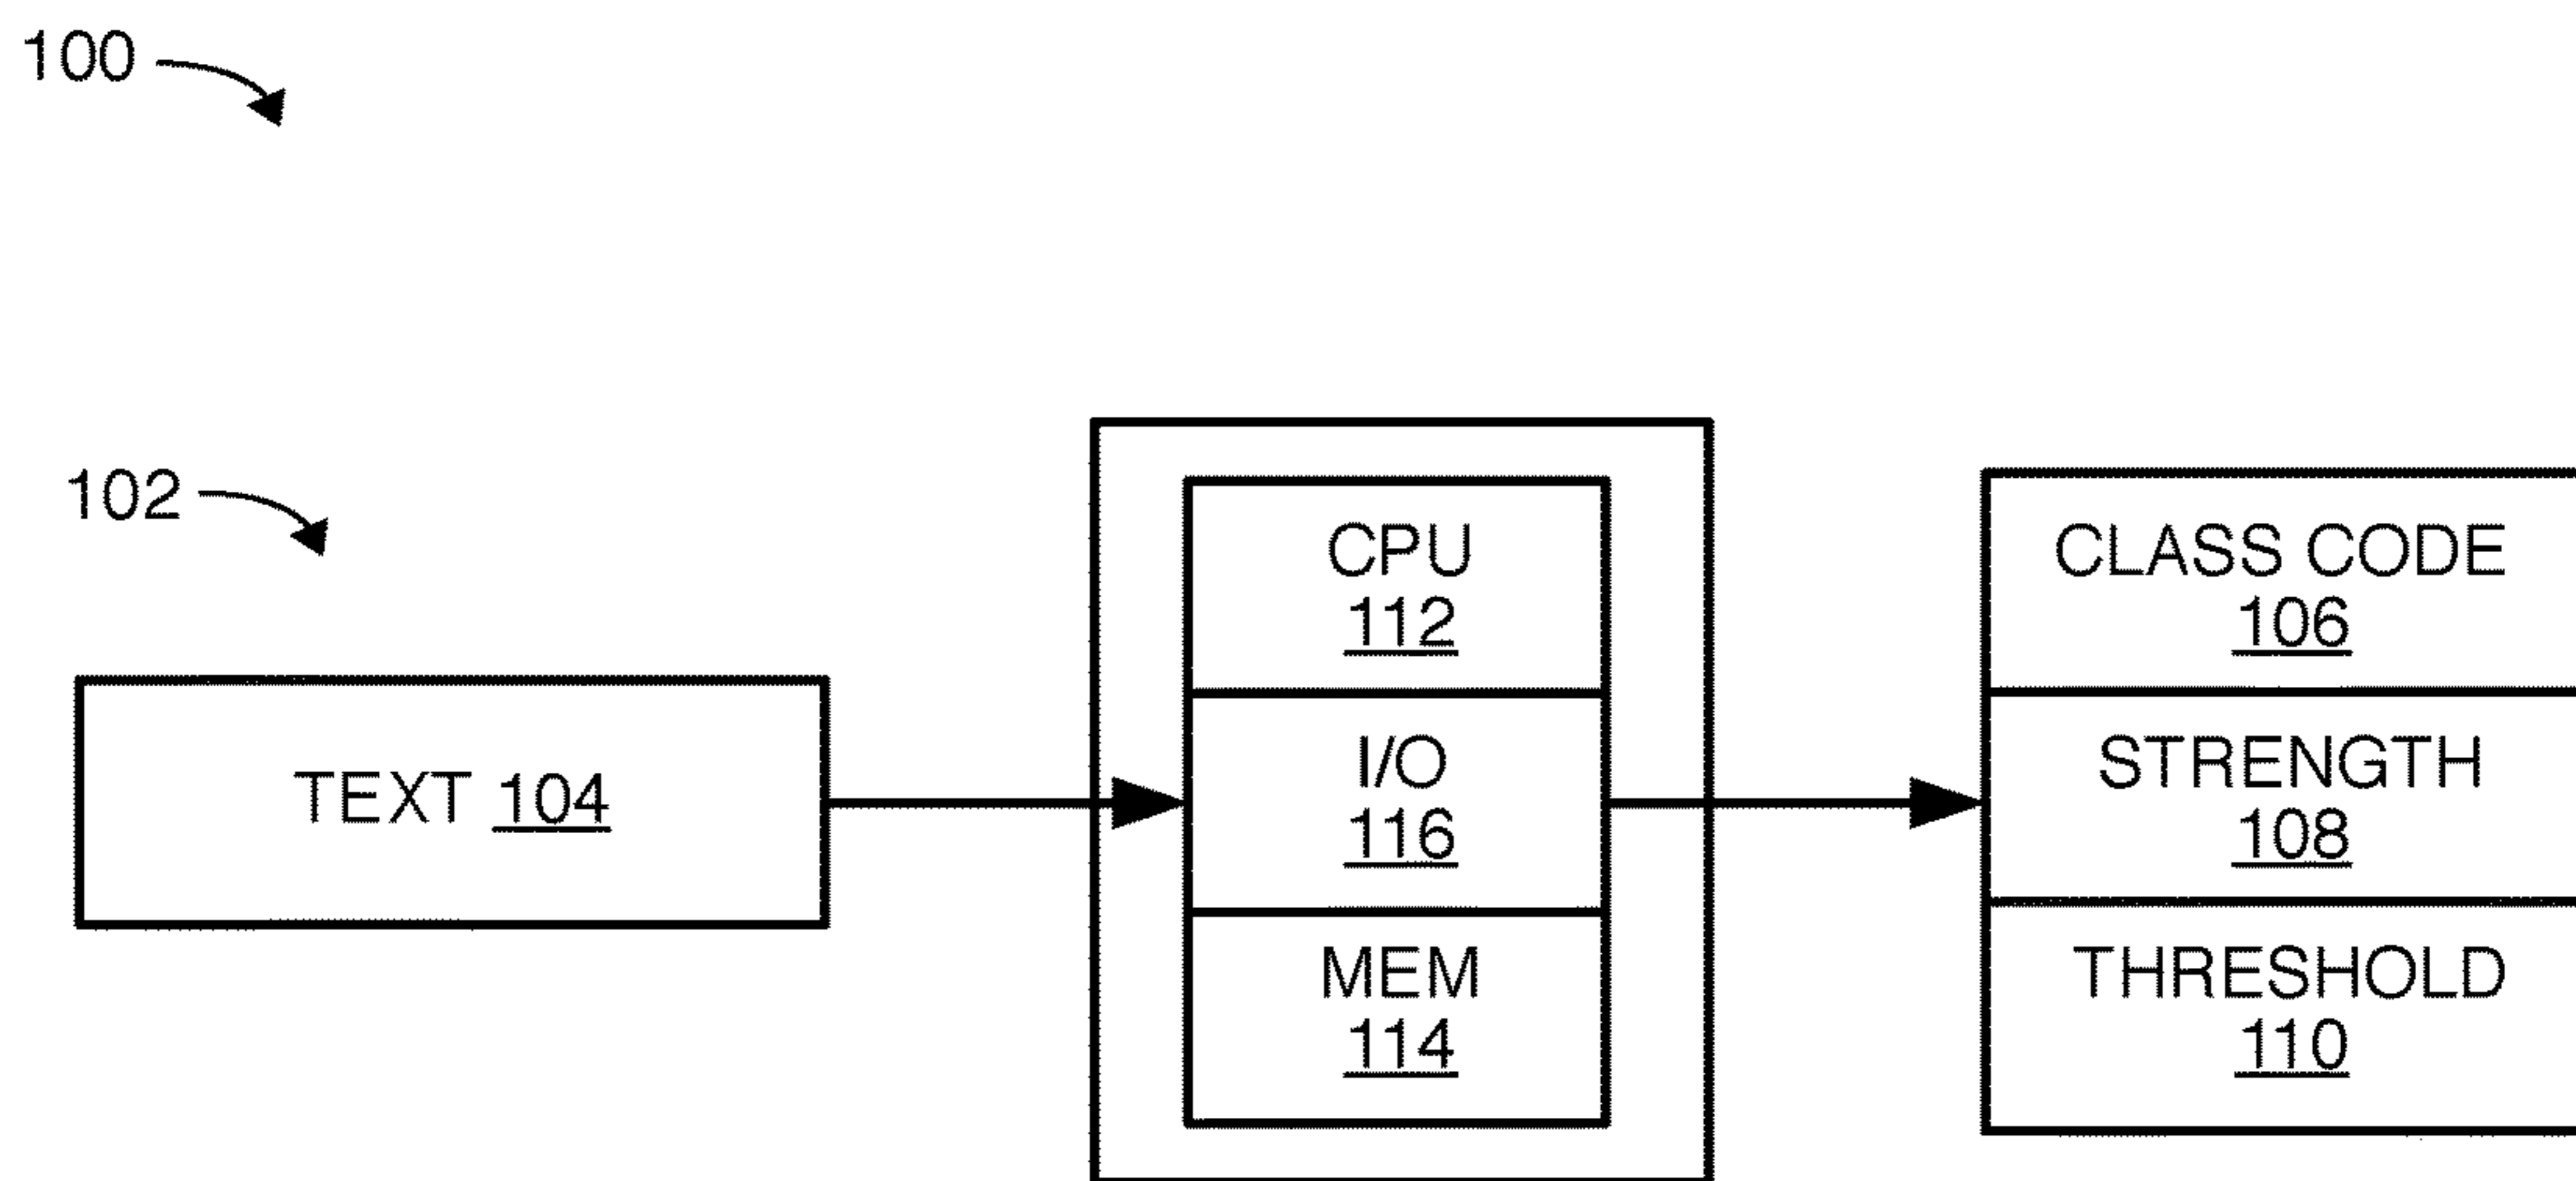 100
102
TEXT 104
CPU
112
I/O
116
MEM
114
CLASS CODE
106
STRENGTH
108
THRESHOLD
110